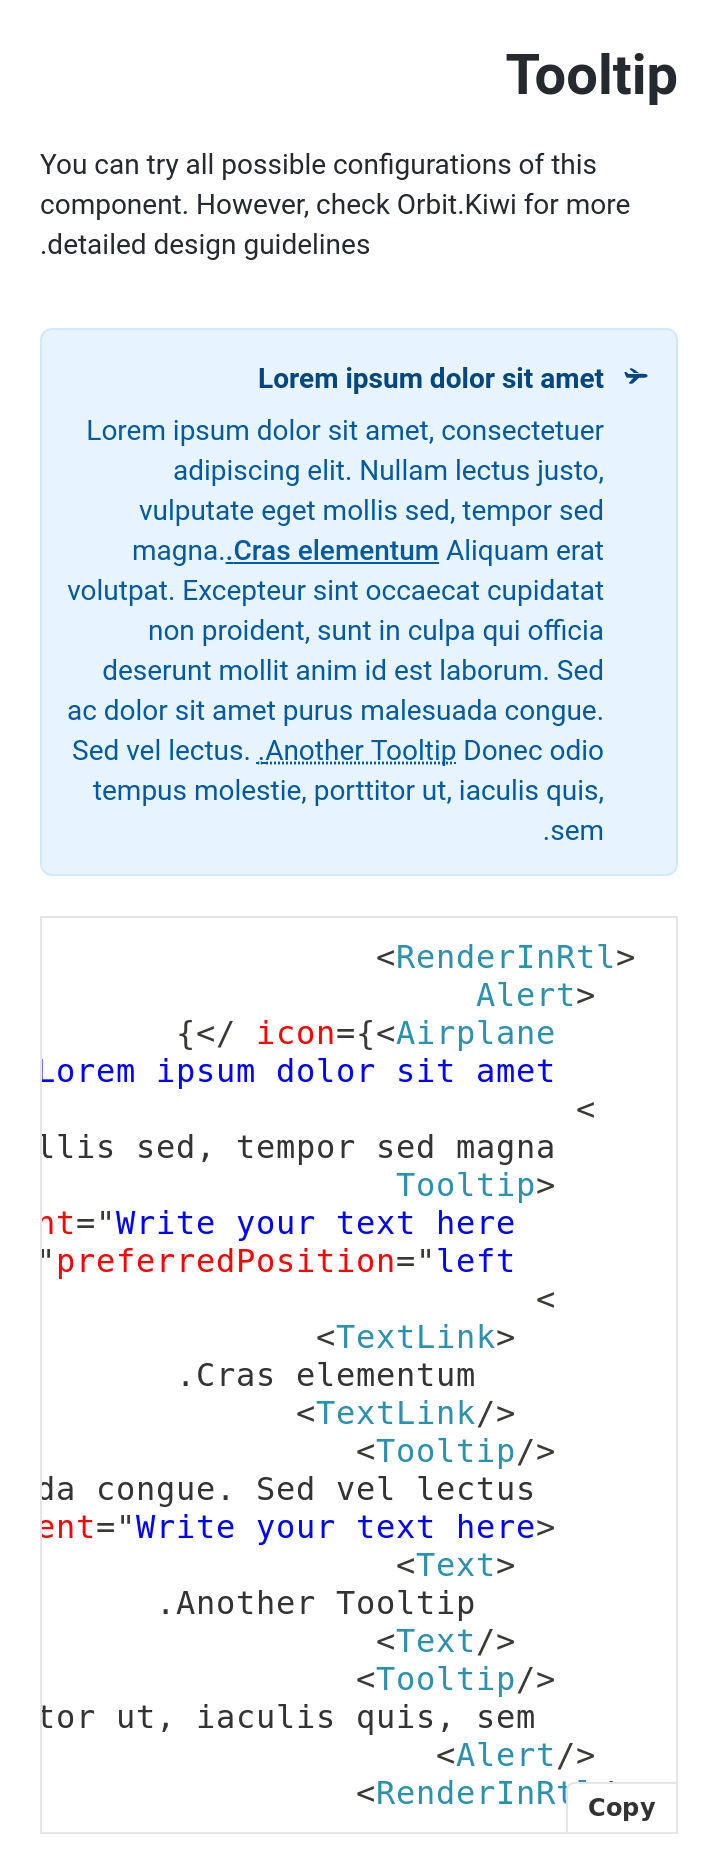 Tooltip
You can try all possible configurations of this
component. However, check Orbit.Kiwi for more
.detailed design guidelines
Lorem ipsum dolor sit amet
Lorem ipsum dolor sit amet, consectetuer
adipiscing elit. Nullam lectus justo,
vulputate eget mollis sed, tempor sed
magna..Cras elementum Aliquam erat
volutpat. Excepteur sint occaecat cupidatat
non proident, sunt in culpa qui officia
deserunt mollit anim id est laborum. Sed
ac dolor sit amet purus malesuada congue.
Sed vel lectus. .Another Tooltip Donec odio
tempus molestie, porttitor ut, iaculis quis,
.sem
<RenderInRtl>
Alert>
{</ icon={<Airplane
Lorem ipsum dolor sit amet
<
llis sed, tempor sed magna
Tooltip>
nt="Write your text here
"preferredPosition="left
<
<TextLink>
.Cras elementum
<TextLink/>
<Tooltip/>
da congue. Sed vel lectus
ent="Write your text here>
<Text>
.Another Tooltip
<Text/>
<Tooltip/>
tor ut, iaculis quis, sem
<Alert/>
<RenderInRtl/>
Copy